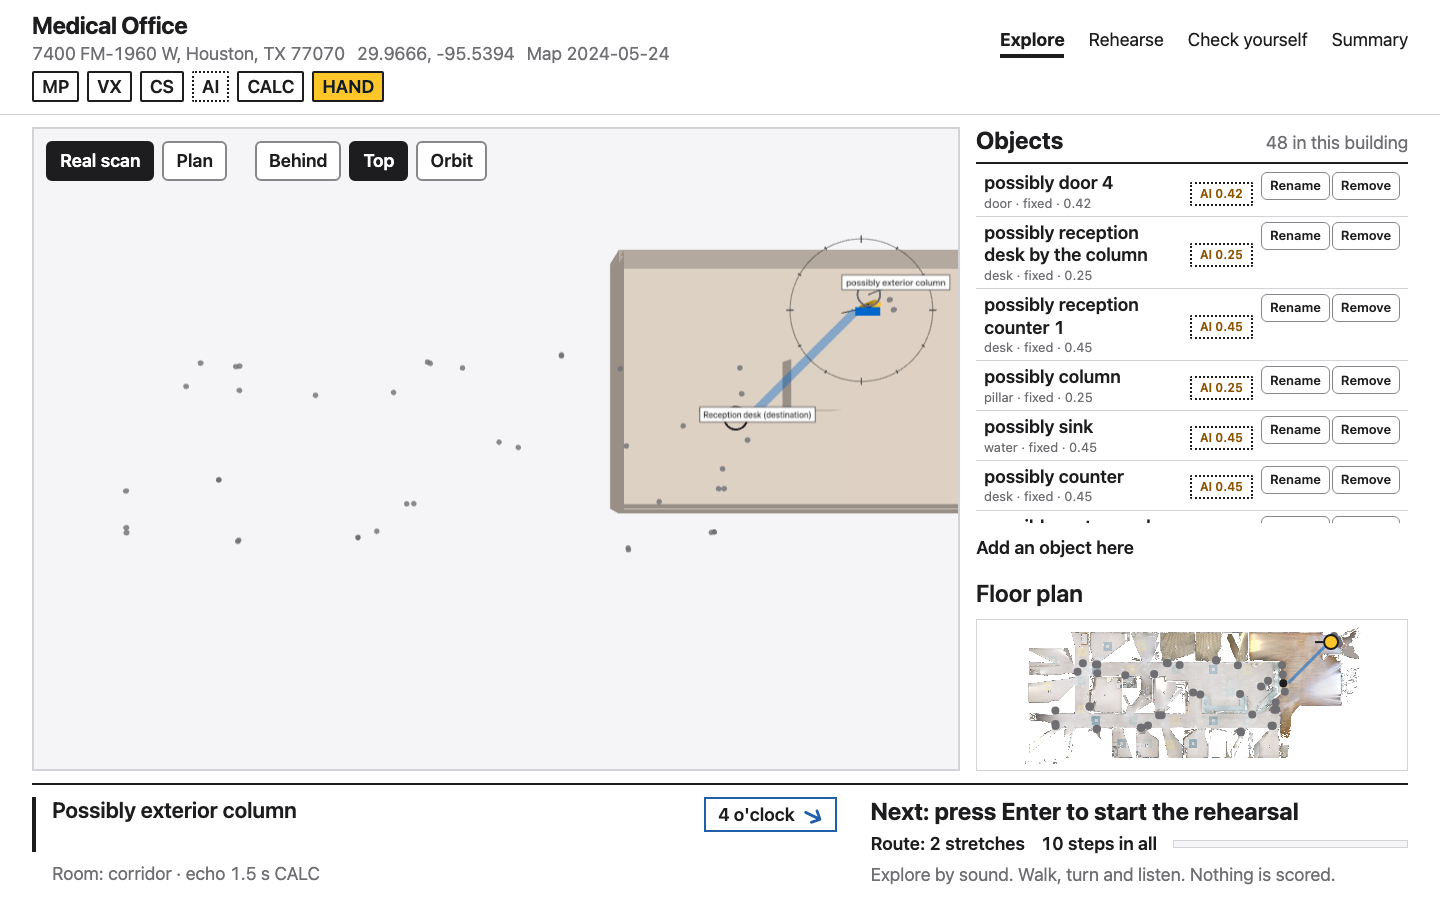 Medical Office
7400 FM-1960 W, Houston, TX 77070 29.9666, -95.5394 Map 2024-05-24
MP VX CS AI CALC HAND
Explore Rehearse Check yourself Summary
Real scan Plan Behind Top Orbit
possibly exterior column
Reception desk (destination)
Objects 48 in this building
possibly door 4
door · fixed · 0.42
AI 0.42 Rename Remove
possibly reception
desk by the column
desk · fixed · 0.25
AI 0.25 Rename Remove
possibly reception
counter 1
desk · fixed · 0.45
AI 0.45 Rename Remove
possibly column
pillar · fixed · 0.25
AI 0.25 Rename Remove
possibly sink
water · fixed · 0.45
AI 0.45 Rename Remove
possibly counter
desk · fixed · 0.45
AI 0.45 Rename Remove
Add an object here
Floor plan
Possibly exterior column
4 o'clock
Room: corridor · echo 1.5 s CALC
Next: press Enter to start the rehearsal
Route: 2 stretches 10 steps in all
Explore by sound. Walk, turn and listen. Nothing is scored.